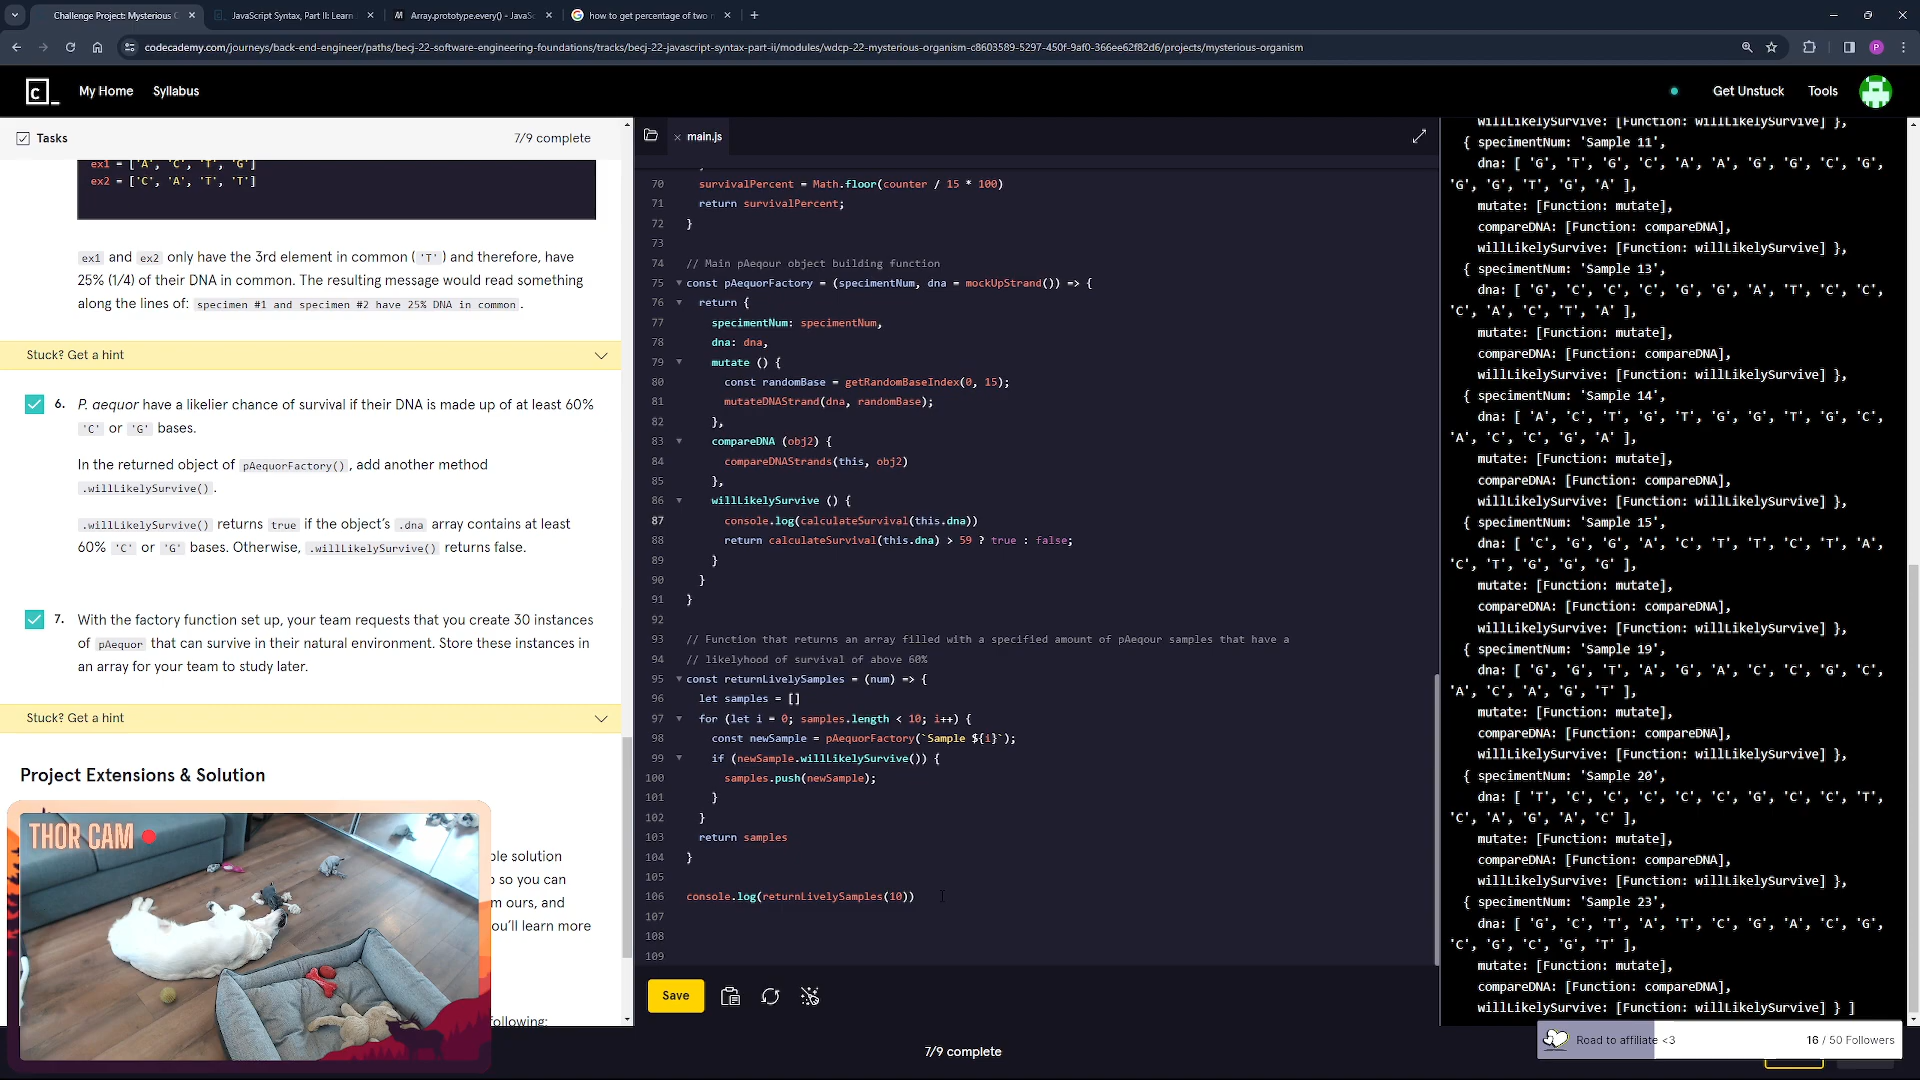 Challenge Project: Mysterious
JavaScript Syntax, Part II: Learn
Array.prototype.every() - JavaSc
how to get percentage of two
codecademy.com/journeys/back-end-engineer/paths/becj-22-software-engineering-foundations/tracks/becj-22-javascript-syntax-part-ii/modules/wdcp-22-mysterious-organism-c8603589-5297-450f-9af0-366ee62f82d6/projects/mysterious-organism
P
c_
My Home
Syllabus
Get Unstuck
Tools
Tasks
7/9 complete
ex1 = ['A', 'C', 'T', 'G']
ex2 = ['C', 'A', 'T', 'T']
ex1 and ex2 only have the 3rd element in common ( 'T' ) and therefore, have
25% (1/4) of their DNA in common. The resulting message would read something
along the lines of: specimen #1 and specimen #2 have 25% DNA in common .
Stuck? Get a hint
6. P. aequor have a likelier chance of survival if their DNA is made up of at least 60%
'C' or 'G' bases.
In the returned object of pAequorFactory() , add another method
.willLikelySurvive() .
.willLikelySurvive() returns true if the object's .dna array contains at least
60% 'C' or 'G' bases. Otherwise, .willLikelySurvive() returns false.
7. With the factory function set up, your team requests that you create 30 instances
of pAequor that can survive in their natural environment. Store these instances in
an array for your team to study later.
Stuck? Get a hint
Project Extensions & Solution
THOR CAM
ple solution
so you can
m ours, and
ou'll learn more
following:
main.js
70 survivalPercent = Math.floor(counter / 15 * 100)
71 return survivalPercent;
72 }
73
74 // Main pAeqour object building function
75 const pAequorFactory = (specimentNum, dna = mockUpStrand()) => {
76 return {
77 specimentNum: specimentNum,
78 dna: dna,
79 mutate () {
80 const randomBase = getRandomBaseIndex(0, 15);
81 mutateDNAStrand(dna, randomBase);
82 },
83 compareDNA (obj2) {
84 compareDNAStrands(this, obj2)
85 },
86 willLikelySurvive () {
87 console.log(calculateSurvival(this.dna))
88 return calculateSurvival(this.dna) > 59 ? true : false;
89 }
90 }
91 }
92
93 // Function that returns an array filled with a specified amount of pAeqour samples that have a
94 // likelyhood of survival of above 60%
95 const returnLivelySamples = (num) => {
96 let samples = []
97 for (let i = 0; samples.length < 10; i++) {
98 const newSample = pAequorFactory(`Sample ${i}`);
99 if (newSample.willLikelySurvive()) {
100 samples.push(newSample);
101 }
102 }
103 return samples
104 }
105
106 console.log(returnLivelySamples(10))
107
108
109
Save
7/9 complete
willLikelySurvive: [Function: willLikelySurvive] },
{ specimentNum: 'Sample 11',
dna: [ 'G', 'T', 'G', 'C', 'A', 'A', 'G', 'G', 'C', 'G',
'G', 'G', 'T', 'G', 'A' ],
mutate: [Function: mutate],
compareDNA: [Function: compareDNA],
willLikelySurvive: [Function: willLikelySurvive] },
{ specimentNum: 'Sample 13',
dna: [ 'G', 'C', 'C', 'C', 'G', 'G', 'A', 'T', 'C', 'C',
'C', 'A', 'C', 'T', 'A' ],
mutate: [Function: mutate],
compareDNA: [Function: compareDNA],
willLikelySurvive: [Function: willLikelySurvive] },
{ specimentNum: 'Sample 14',
dna: [ 'A', 'C', 'T', 'G', 'T', 'G', 'G', 'T', 'G', 'C',
'A', 'C', 'C', 'G', 'A' ],
mutate: [Function: mutate],
compareDNA: [Function: compareDNA],
willLikelySurvive: [Function: willLikelySurvive] },
{ specimentNum: 'Sample 15',
dna: [ 'C', 'G', 'G', 'A', 'C', 'T', 'T', 'C', 'T', 'A',
'C', 'T', 'G', 'G', 'G' ],
mutate: [Function: mutate],
compareDNA: [Function: compareDNA],
willLikelySurvive: [Function: willLikelySurvive] },
{ specimentNum: 'Sample 19',
dna: [ 'G', 'G', 'T', 'A', 'G', 'A', 'C', 'C', 'G', 'C',
'A', 'C', 'A', 'G', 'T' ],
mutate: [Function: mutate],
compareDNA: [Function: compareDNA],
willLikelySurvive: [Function: willLikelySurvive] },
{ specimentNum: 'Sample 20',
dna: [ 'T', 'C', 'C', 'C', 'C', 'C', 'G', 'C', 'C', 'T',
'C', 'A', 'G', 'A', 'C' ],
mutate: [Function: mutate],
compareDNA: [Function: compareDNA],
willLikelySurvive: [Function: willLikelySurvive] },
{ specimentNum: 'Sample 23',
dna: [ 'G', 'C', 'T', 'A', 'T', 'C', 'G', 'A', 'C', 'G',
'C', 'G', 'C', 'G', 'T' ],
mutate: [Function: mutate],
compareDNA: [Function: compareDNA],
willLikelySurvive: [Function: willLikelySurvive] } ]
Road to affiliate <3
16 / 50 Followers